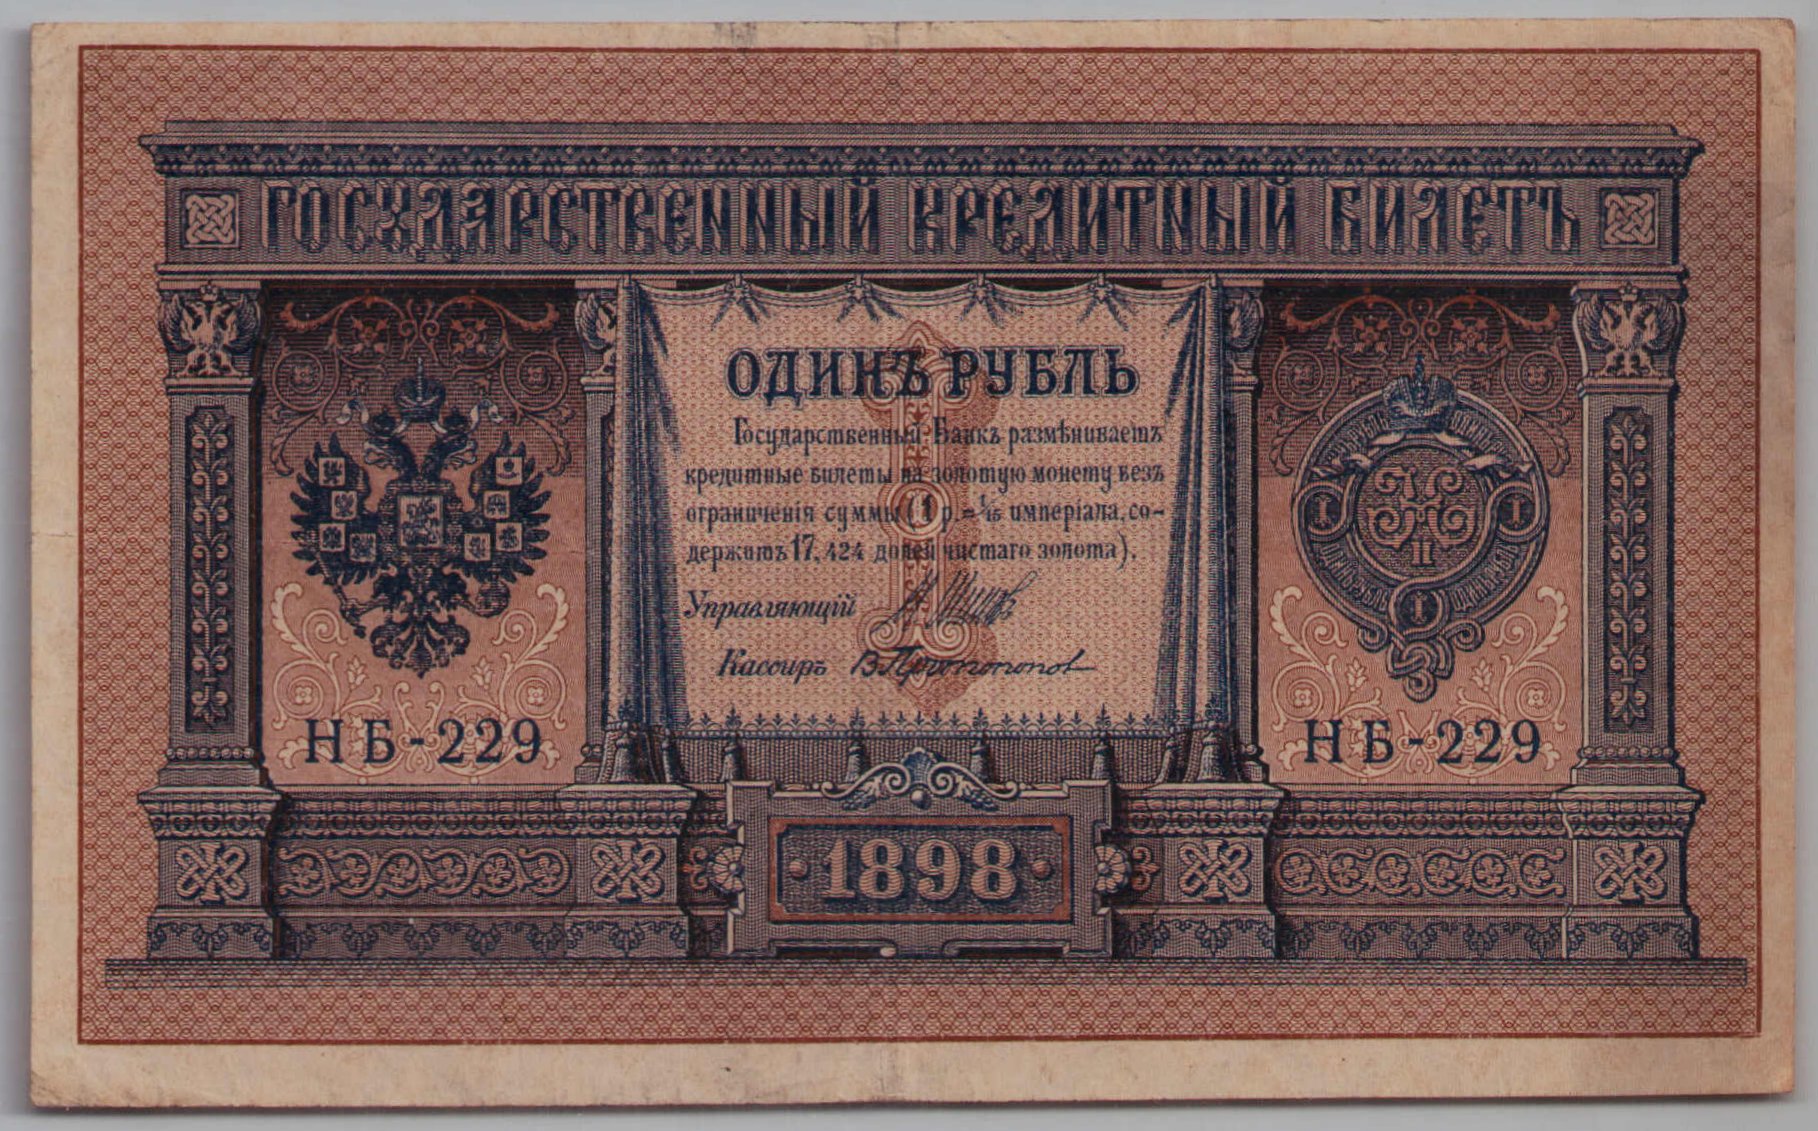 ГОСУДАРСТВЕННЫЙ КРЕДИТНЫЙ БИЛЕТЪ
ОДИНЪ РУБЛЬ
Государственный Банкъ размѣниваетъ
кредитные билеты на золотую монету безъ
ограниченія суммы (1 р. = 1/15 имперіала, со-
держитъ 17,424 долей чистаго золота).
Управляющій
Кассиръ В. Протопопов
I I
II
I
НБ-229 НБ-229
1898